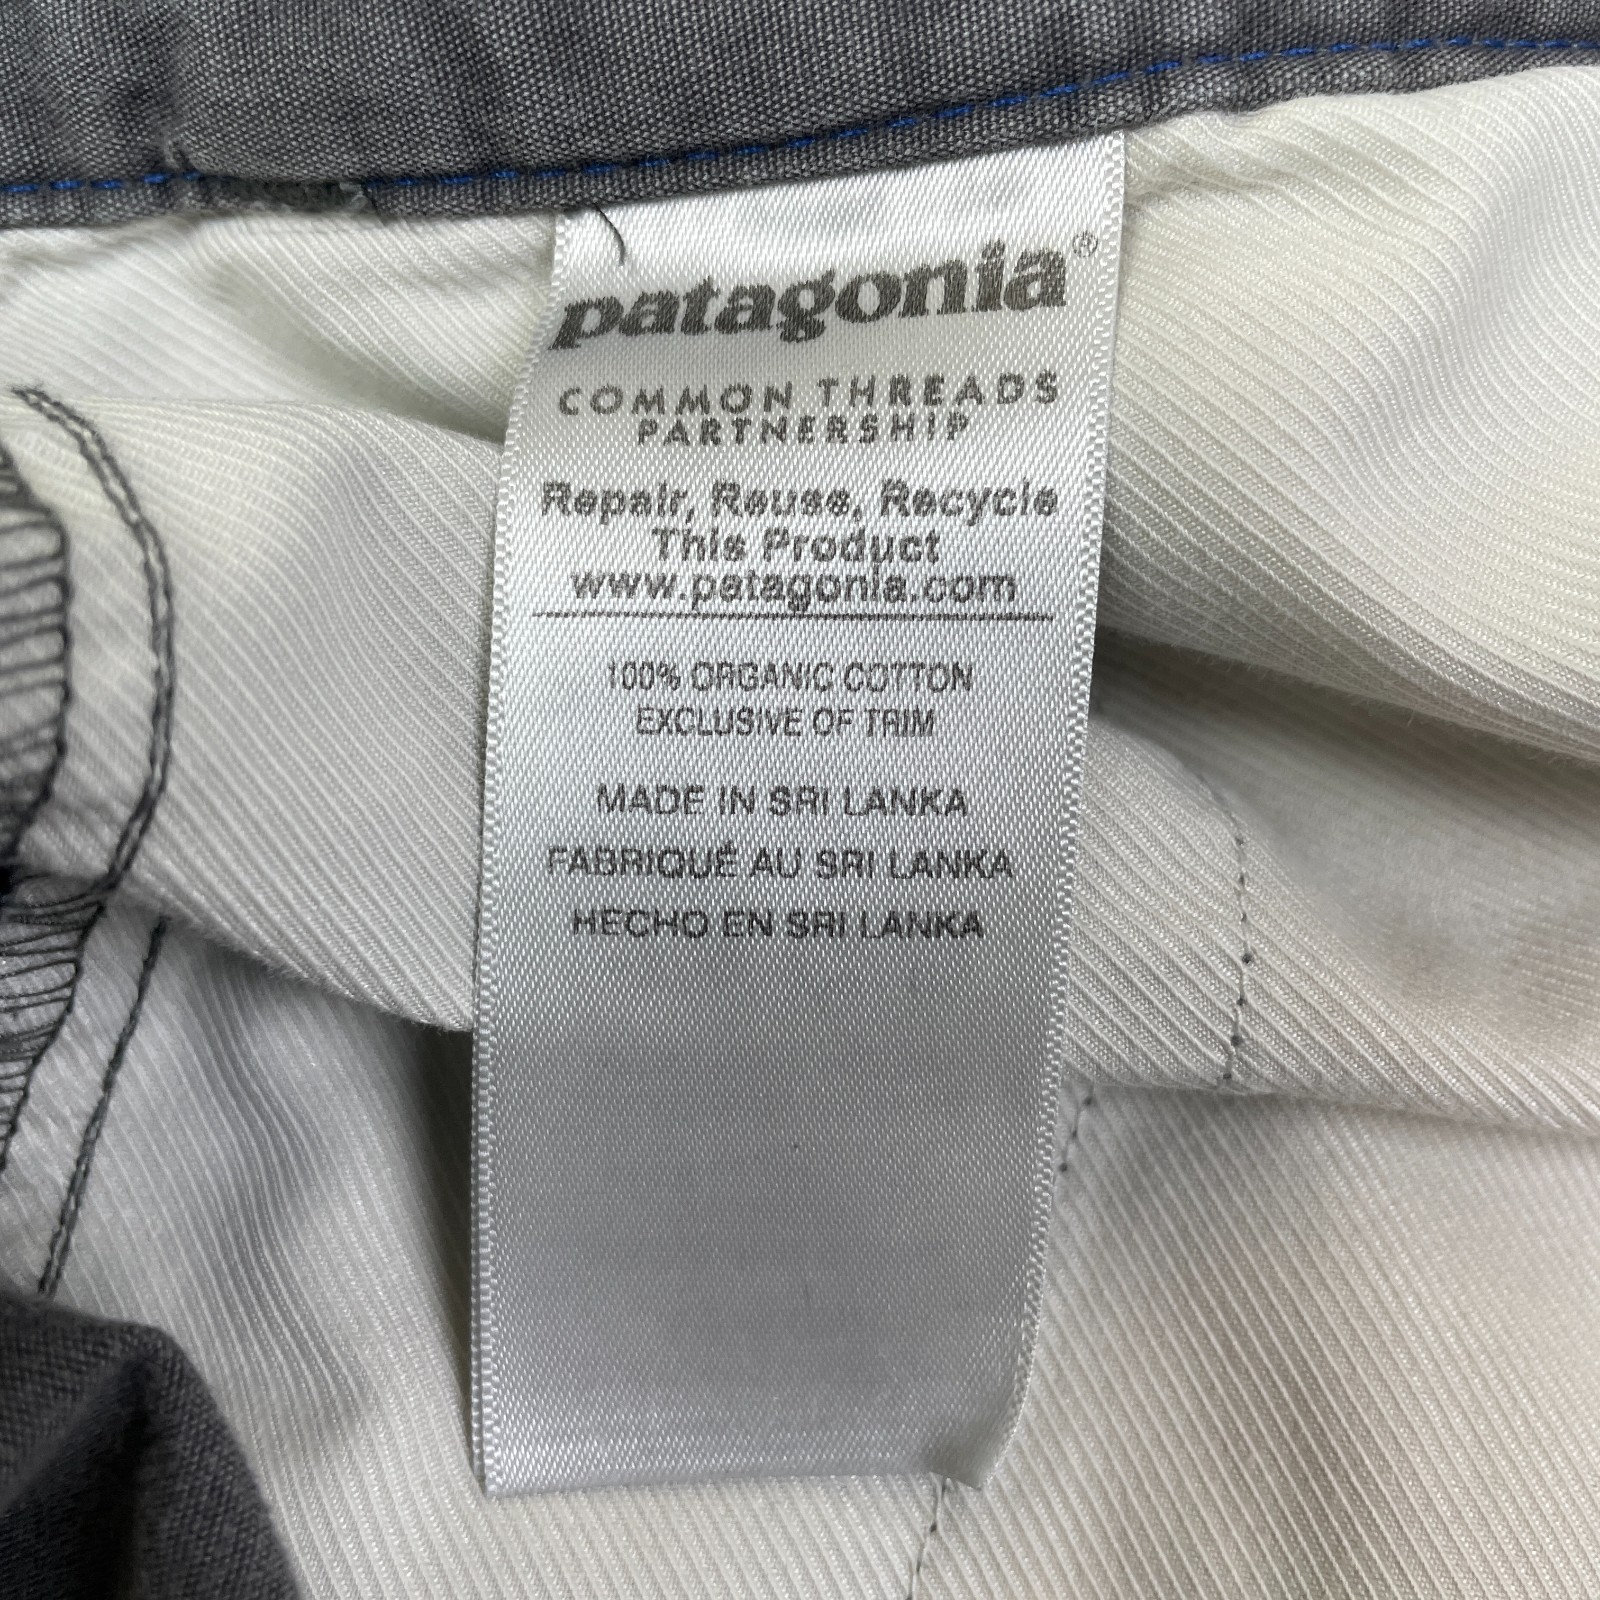 patagonia®
COMMON THREADS
PARTNERSHIP
Repair, Reuse, Recycle
This Product
www.patagonia.com
100% ORGANIC COTTON
EXCLUSIVE OF TRIM
MADE IN SRI LANKA
FABRIQUÉ AU SRI LANKA
HECHO EN SRI LANKA